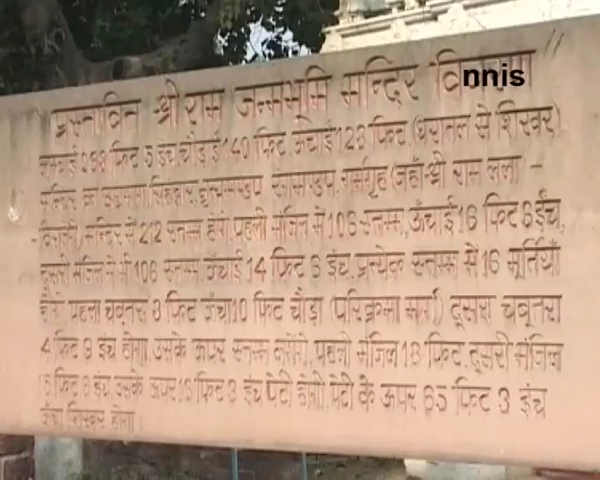 प्रस्तावित श्री राम जन्मभूमि मन्दिर
nnis
लम्बाई 268 फिट 5 इंच, चौड़ाई 140 फिट, ऊँचाई 128 फिट, (धरातल से शिखर),
सिंहद्वार, नृत्यमण्डप रंगमण्डप, गर्भगृह (जहाँ श्री राम लला -
मन्दिर में 212 स्तम्भ होंगे, पहली मंजिल में 106 स्तम्भ, ऊँचाई 16 फिट 6 इंच,
दूसरी मंजिल में भी 106 स्तम्भ ऊँचाई 14 फिट 6 इंच, प्रत्येक स्तम्भ में 16 मूर्तियाँ
होंगी, पहला चबूतरा 8 फिट ऊँचा 10 फिट चौड़ा (परिक्रमा मार्ग) दूसरा चबूतरा
4 फिट 9 इंच होगा, उसके ऊपर स्तम्भ लगेंगे, पहली मंजिल 18 फिट, दूसरी मंजिल
15 फिट 9 इंच उसके ऊपर 16 फिट 3 इंच पेटी होगी, पेटी के ऊपर 65 फिट 3 इंच
ऊँचा शिखर होगा।